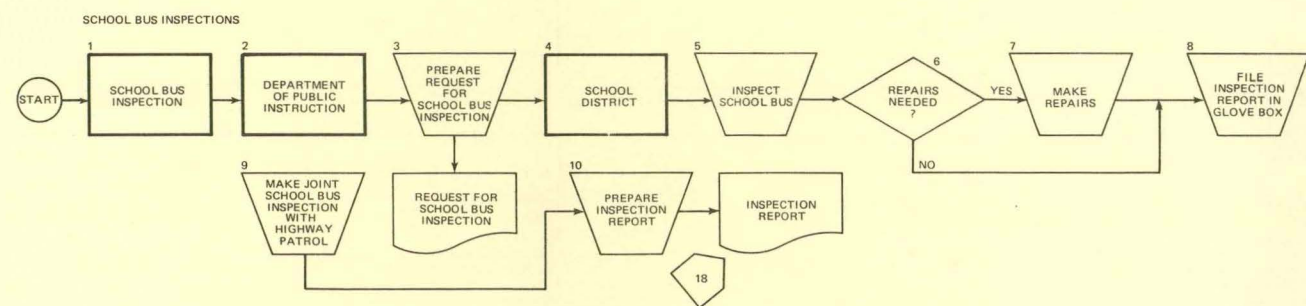 SCHOOL BUS INSPECTIONS
START
1
SCHOOL BUS
INSPECTION
2
DEPARTMENT
OF PUBLIC
INSTRUCTION
3
PREPARE
REQUEST
FOR
SCHOOL BUS
INSPECTION
4
SCHOOL
DISTRICT
5
INSPECT
SCHOOL BUS
6
REPAIRS
NEEDED
?
YES
NO
7
MAKE
REPAIRS
8
FILE
INSPECTION
REPORT IN
GLOVE BOX
9
MAKE JOINT
SCHOOL BUS
INSPECTION
WITH
HIGHWAY
PATROL
REQUEST FOR
SCHOOL BUS
INSPECTION
10
PREPARE
INSPECTION
REPORT
INSPECTION
REPORT
18